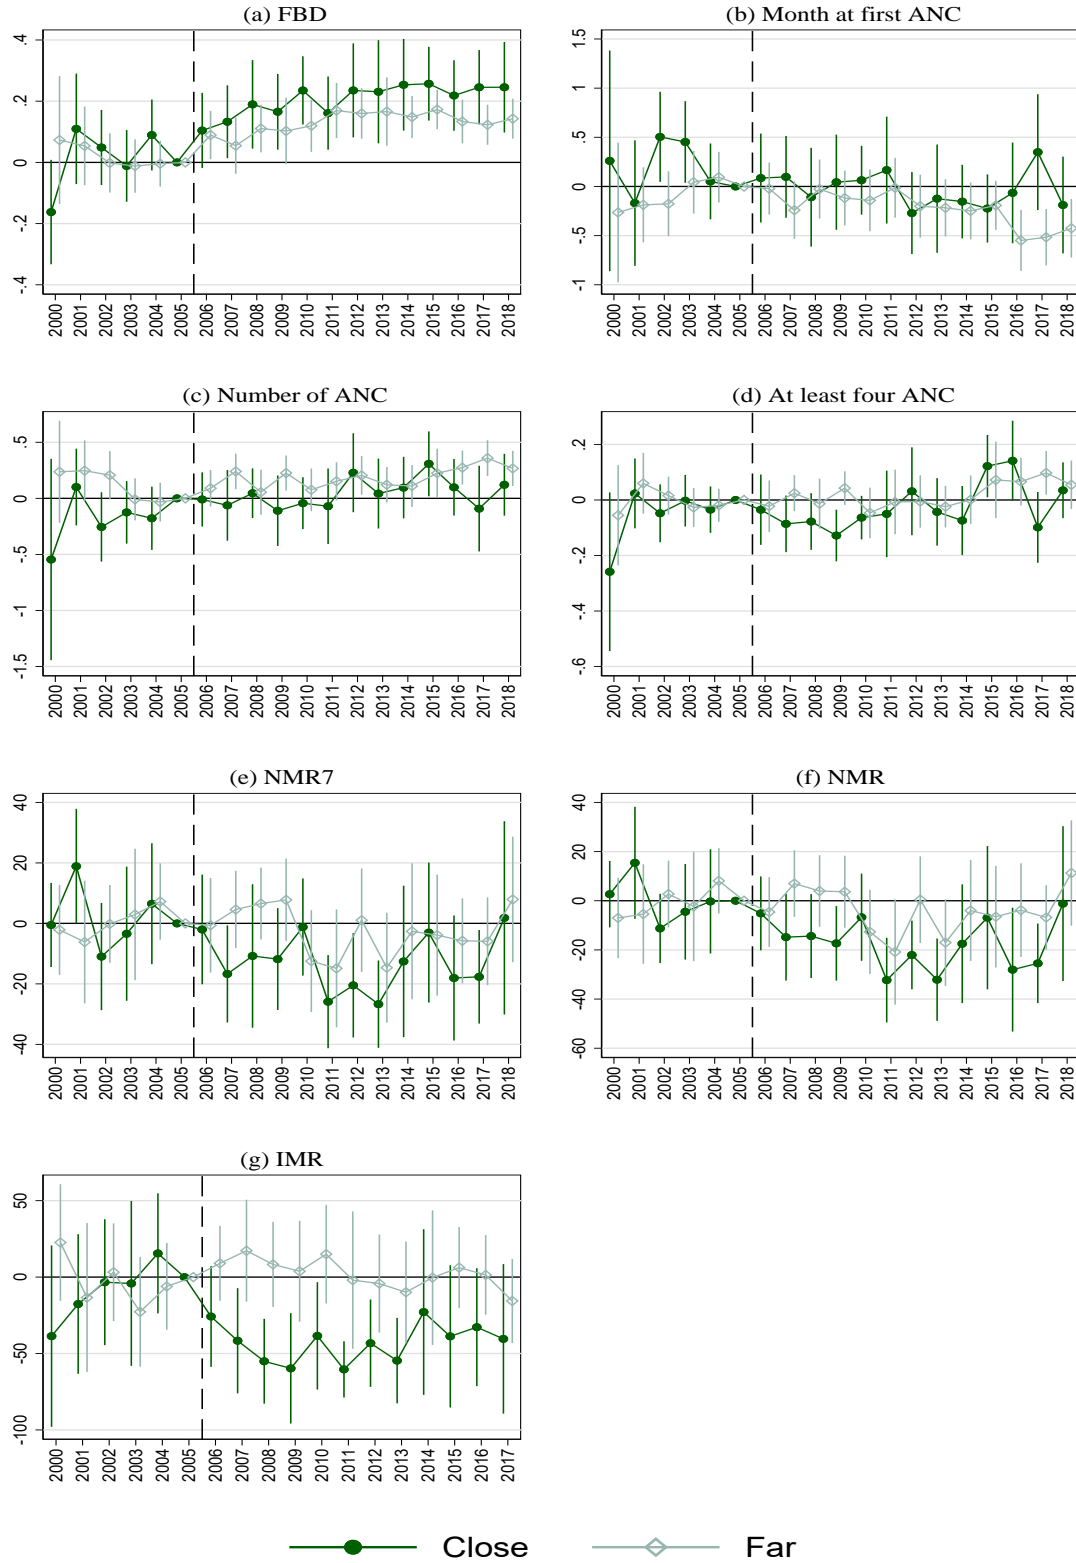 (a) FBD
.4
.2
0
-.2
-.4
2000 2001 2002 2003 2004 2005 2006 2007 2008 2009 2010 2011 2012 2013 2014 2015 2016 2017 2018
(b) Month at first ANC
1.5
1
.5
0
-.5
-1
2000 2001 2002 2003 2004 2005 2006 2007 2008 2009 2010 2011 2012 2013 2014 2015 2016 2017 2018
(c) Number of ANC
.5
0
-.5
-1
-1.5
2000 2001 2002 2003 2004 2005 2006 2007 2008 2009 2010 2011 2012 2013 2014 2015 2016 2017 2018
(d) At least four ANC
.2
0
-.2
-.4
-.6
2000 2001 2002 2003 2004 2005 2006 2007 2008 2009 2010 2011 2012 2013 2014 2015 2016 2017 2018
(e) NMR7
40
20
0
-20
-40
2000 2001 2002 2003 2004 2005 2006 2007 2008 2009 2010 2011 2012 2013 2014 2015 2016 2017 2018
(f) NMR
40
20
0
-20
-40
-60
2000 2001 2002 2003 2004 2005 2006 2007 2008 2009 2010 2011 2012 2013 2014 2015 2016 2017 2018
(g) IMR
50
0
-50
-100
2000 2001 2002 2003 2004 2005 2006 2007 2008 2009 2010 2011 2012 2013 2014 2015 2016 2017
Close Far